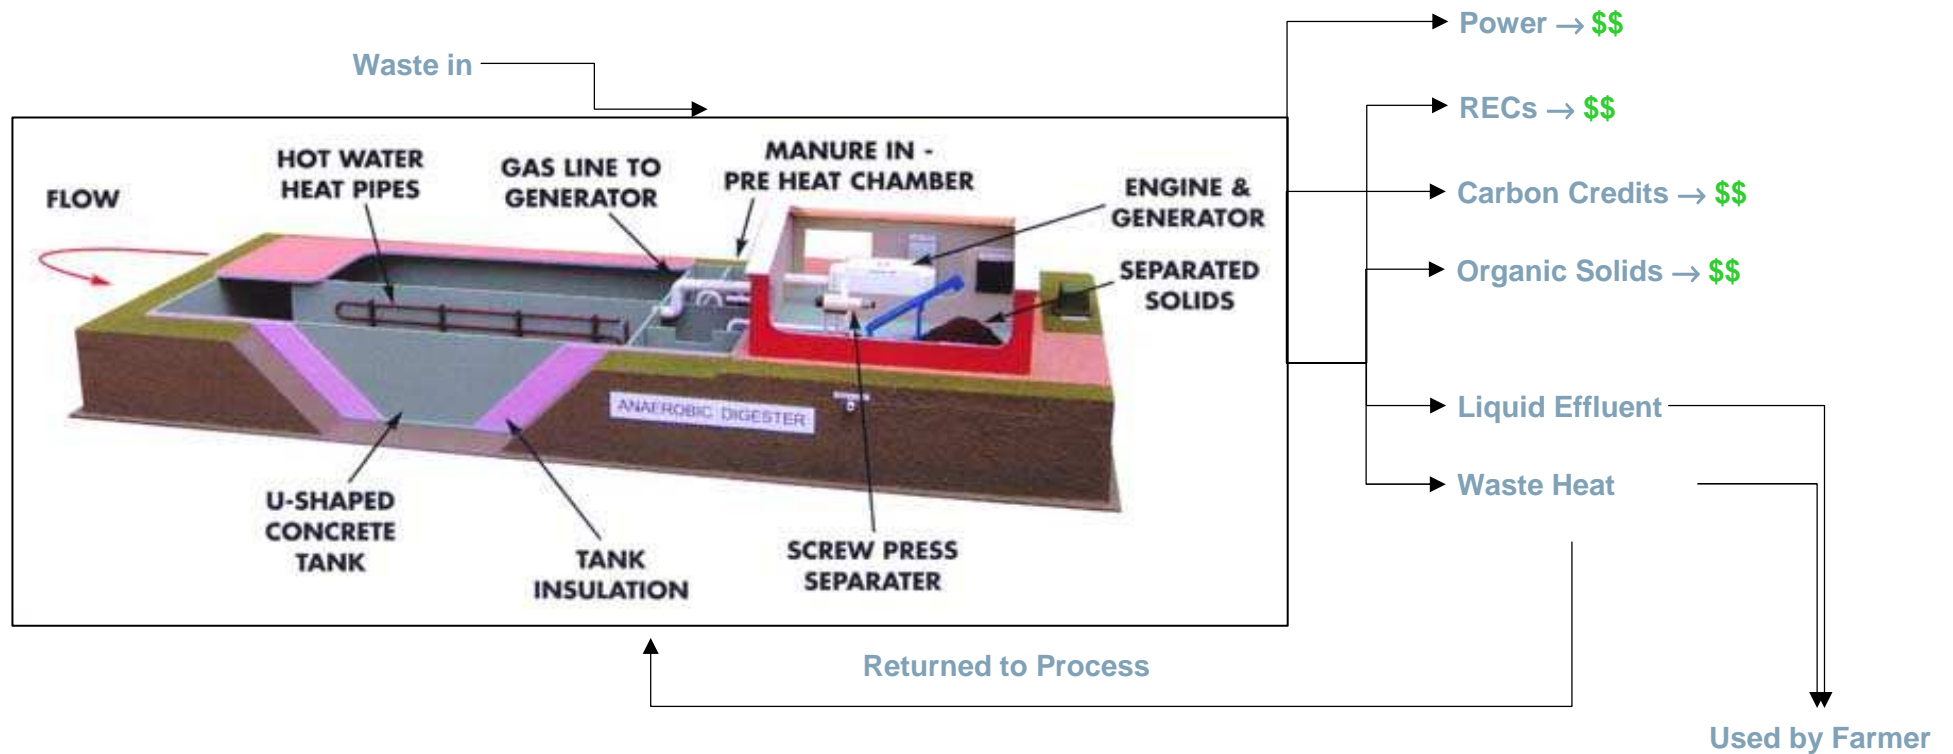 Power → $$
Waste in
RECs → $$
HOT WATER
HEAT PIPES
GAS LINE TO
GENERATOR
MANURE IN -
PRE HEAT CHAMBER
ENGINE &
GENERATOR
FLOW
Carbon Credits → $$
SEPARATED
SOLIDS
Organic Solids → $$
ANAEROBIC DIGESTER
Liquid Effluent
Waste Heat
U-SHAPED
CONCRETE
TANK
TANK
INSULATION
SCREW PRESS
SEPARATER
Returned to Process
Used by Farmer